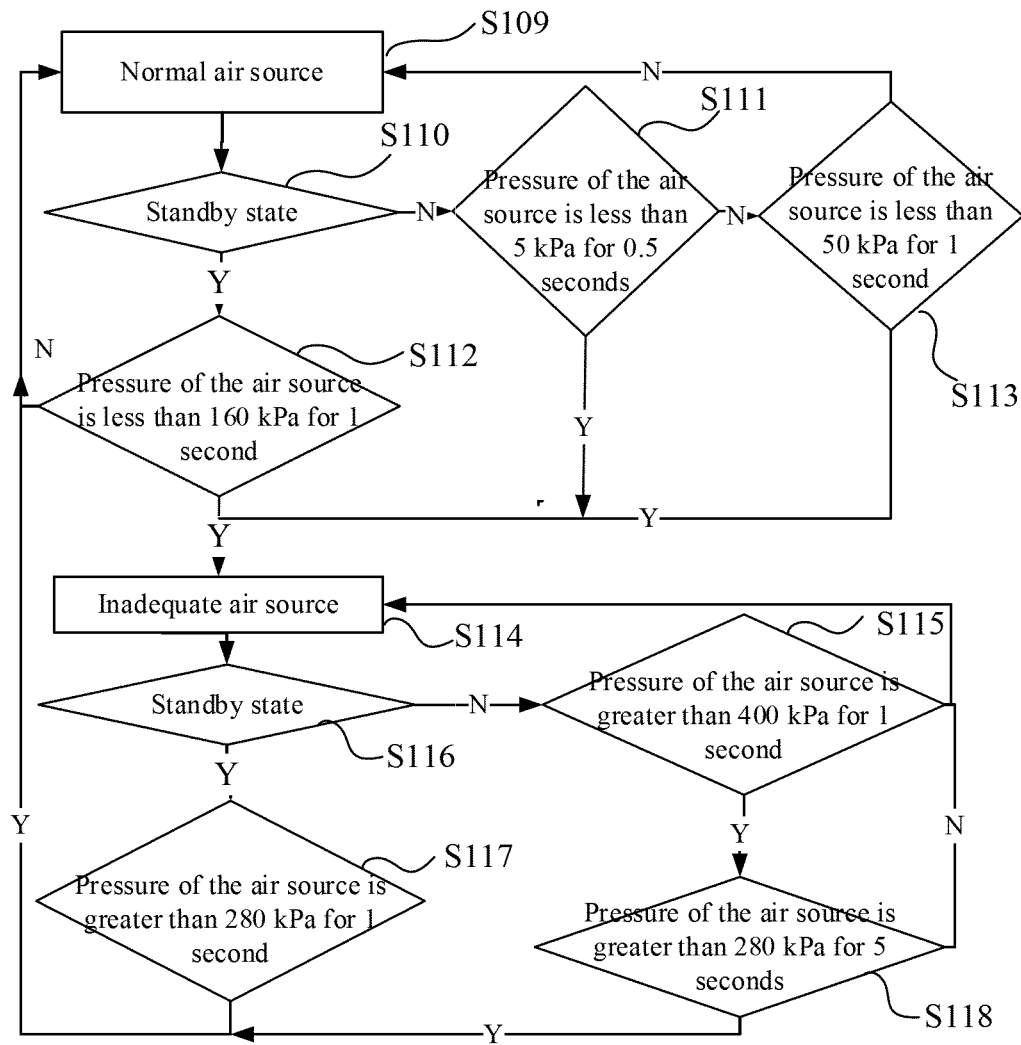 S109
Normal air source
N
S111
S110
Pressure of the air
source is less than
5 kPa for 0.5
seconds
Pressure of the air
source is less than
50 kPa for 1
second
Standby state
N
N
Y
N
S112
Pressure of the air source
is less than 160 kPa for 1
second
S113
Y
Y
Y
Inadequate air source
S114
S115
Standby state
N
Pressure of the air source is
greater than 400 kPa for 1
second
S116
Y
Y
Y
N
S117
Pressure of the air source is
greater than 280 kPa for 1
second
Pressure of the air source is
greater than 280 kPa for 5
seconds
S118
Y